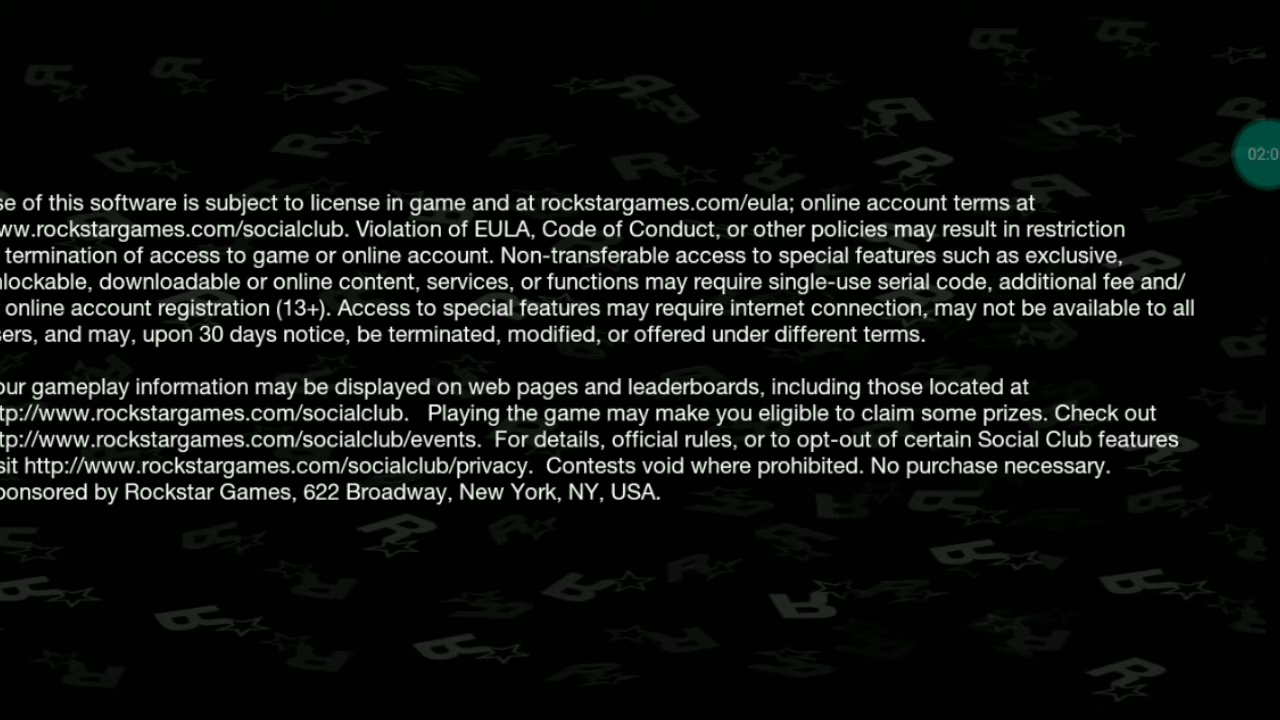 se of this software is subject to license in game and at rockstargames.com/eula; online account terms at
ww.rockstargames.com/socialclub. Violation of EULA, Code of Conduct, or other policies may result in restriction
termination of access to game or online account. Non-transferable access to special features such as exclusive,
nlockable, downloadable or online content, services, or functions may require single-use serial code, additional fee and/
online account registration (13+). Access to special features may require internet connection, may not be available to all
sers, and may, upon 30 days notice, be terminated, modified, or offered under different terms.
our gameplay information may be displayed on web pages and leaderboards, including those located at
tp://www.rockstargames.com/socialclub. Playing the game may make you eligible to claim some prizes. Check out
tp://www.rockstargames.com/socialclub/events. For details, official rules, or to opt-out of certain Social Club features
sit http://www.rockstargames.com/socialclub/privacy. Contests void where prohibited. No purchase necessary.
ponsored by Rockstar Games, 622 Broadway, New York, NY, USA.
02:0